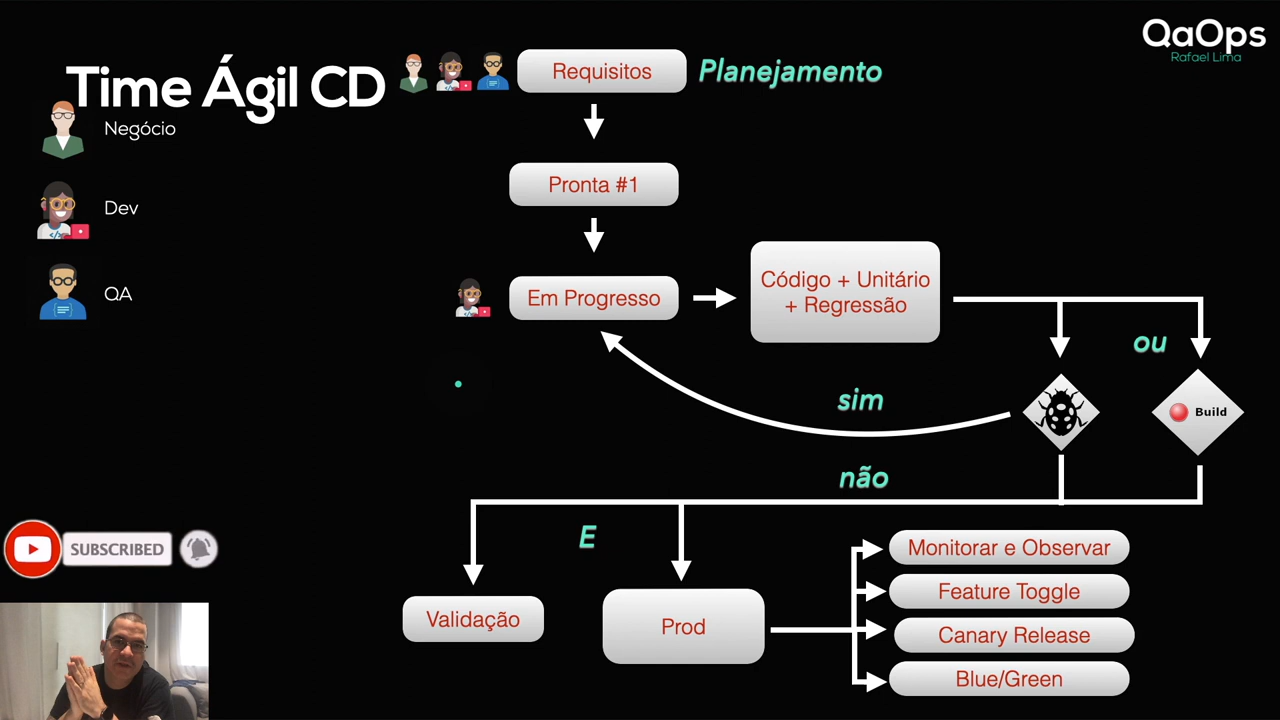 QaOps
Rafael Lima
Time Ágil CD
Negócio
Dev
QA
Requisitos
Planejamento
Pronta #1
Em Progresso
Código + Unitário
+ Regressão
ou
sim
Build
não
E
Validação
Prod
Monitorar e Observar
Feature Toggle
Canary Release
Blue/Green
SUBSCRIBED